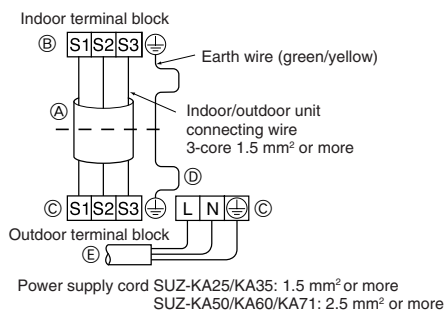 Indoor terminal block
Ⓑ S1 S2 S3
Earth wire (green/yellow)
Ⓐ
Indoor/outdoor unit
connecting wire
3-core 1.5 mm² or more
Ⓓ
Ⓒ S1 S2 S3 L N Ⓒ
Outdoor terminal block
Ⓔ
Power supply cord SUZ-KA25/KA35: 1.5 mm² or more
SUZ-KA50/KA60/KA71: 2.5 mm² or more